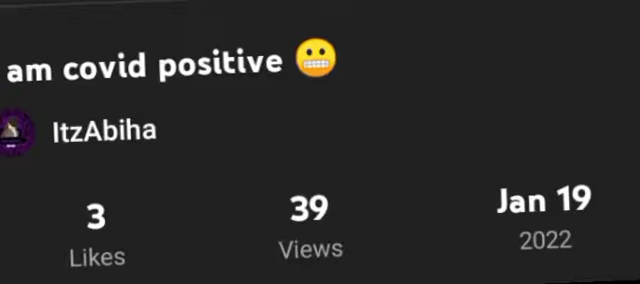 am covid positive 😬
ItzAbiha
3 39 Jan 19
Likes Views 2022